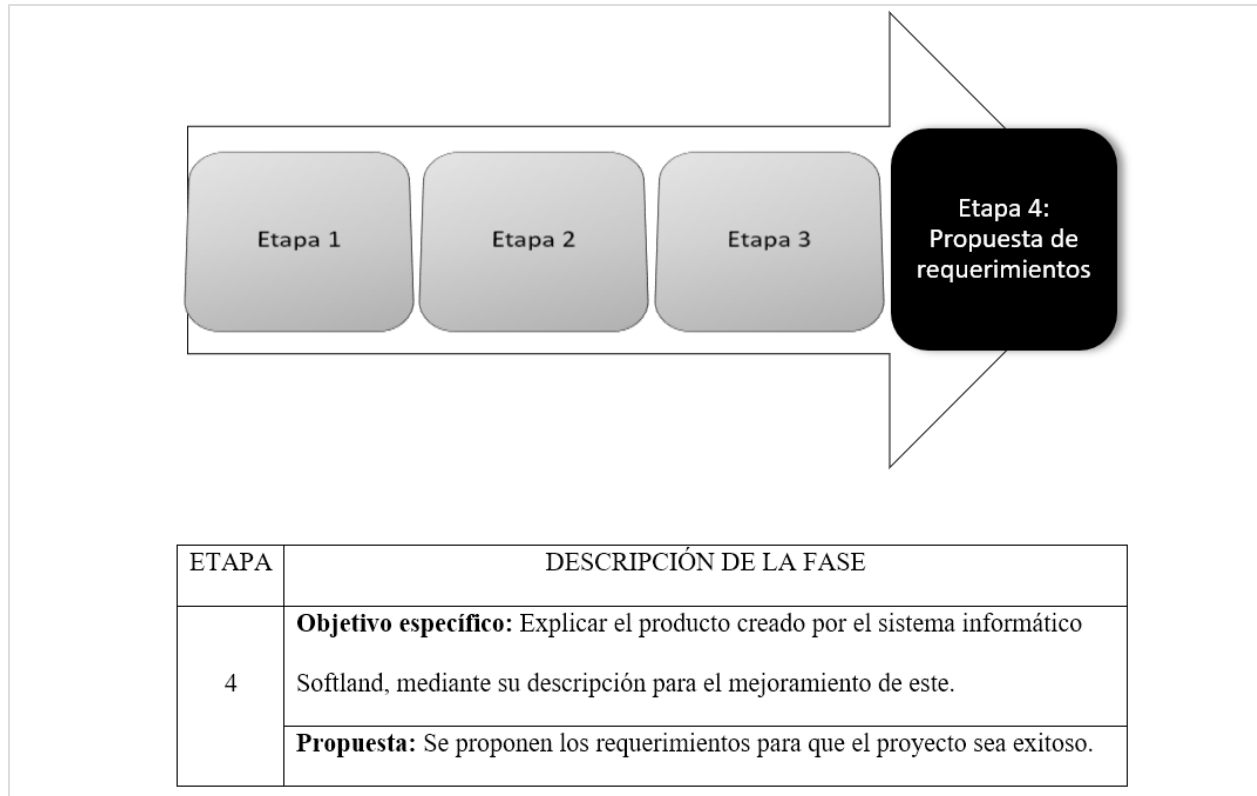 Etapa 1
Etapa 2
Etapa 3
Etapa 4:
Propuesta de
requerimientos
ETAPA
DESCRIPCIÓN DE LA FASE
4
Objetivo específico: Explicar el producto creado por el sistema informático
Softland, mediante su descripción para el mejoramiento de este.
Propuesta: Se proponen los requerimientos para que el proyecto sea exitoso.